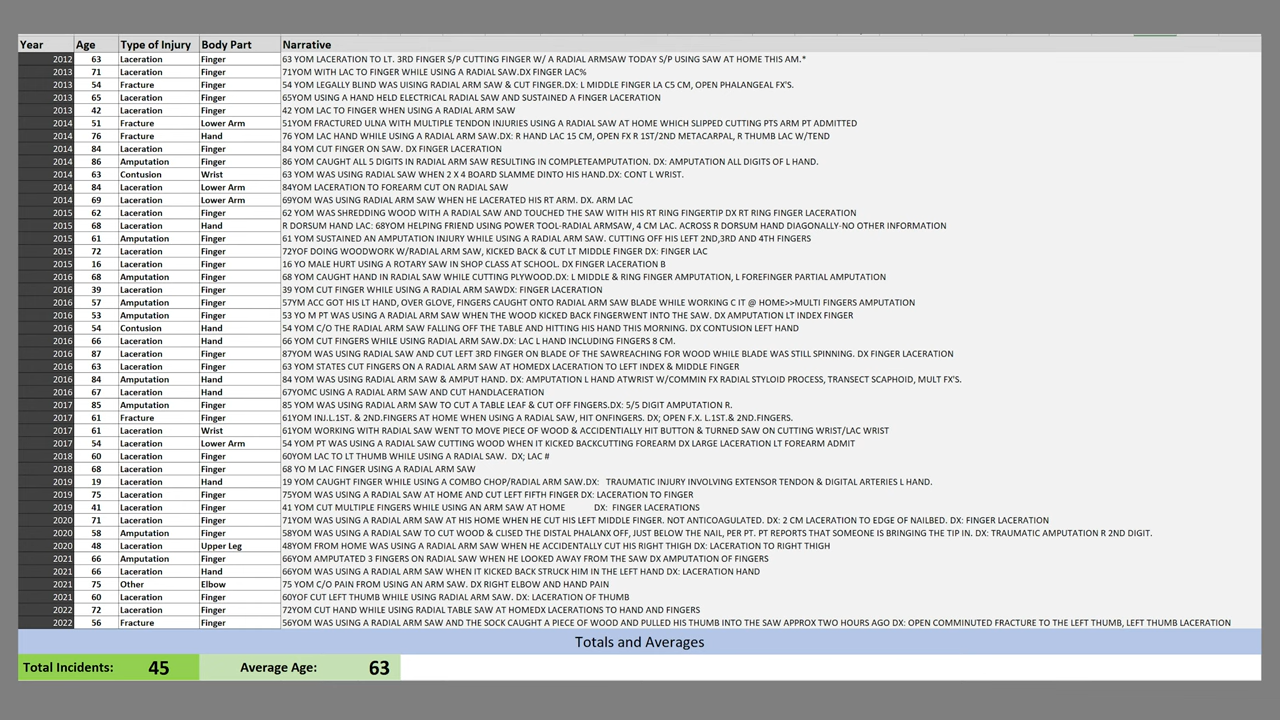 Year Age Type of Injury Body Part Narrative
2012 63 Laceration Finger 63 YOM LACERATION TO LT. 3RD FINGER S/P CUTTING FINGER W/ A RADIAL ARMSAW TODAY S/P USING SAW AT HOME THIS AM.*
2013 71 Laceration Finger 71YOM WITH LAC TO FINGER WHILE USING A RADIAL SAW.DX FINGER LAC%
2013 54 Fracture Finger 54 YOM LEGALLY BLIND WAS UISING RADIAL ARM SAW & CUT FINGER.DX: L MIDDLE FINGER LA C5 CM, OPEN PHALANGEAL FX'S.
2013 65 Laceration Finger 65YOM USING A HAND HELD ELECTRICAL RADIAL SAW AND SUSTAINED A FINGER LACERATION
2013 42 Laceration Finger 42 YOM LAC TO FINGER WHEN USING A RADIAL ARM SAW
2014 51 Fracture Lower Arm 51YOM FRACTURED ULNA WITH MULTIPLE TENDON INJURIES USING A RADIAL SAW AT HOME WHICH SLIPPED CUTTING PTS ARM PT ADMITTED
2014 76 Fracture Hand 76 YOM LAC HAND WHILE USING A RADIAL ARM SAW.DX: R HAND LAC 15 CM, OPEN FX R 1ST/2ND METACARPAL, R THUMB LAC W/TEND
2014 84 Laceration Finger 84 YOM CUT FINGER ON SAW. DX FINGER LACERATION
2014 86 Amputation Finger 86 YOM CAUGHT ALL 5 DIGITS IN RADIAL ARM SAW RESULTING IN COMPLETEAMPUTATION. DX: AMPUTATION ALL DIGITS OF L HAND.
2014 63 Contusion Wrist 63 YOM WAS USING RADIAL SAW WHEN 2 X 4 BOARD SLAMME DINTO HIS HAND.DX: CONT L WRIST.
2014 84 Laceration Lower Arm 84YOM LACERATION TO FOREARM CUT ON RADIAL SAW
2014 69 Laceration Lower Arm 69YOM WAS USING RADIAL ARM SAW WHEN HE LACERATED HIS RT ARM. DX. ARM LAC
2015 62 Laceration Finger 62 YOM WAS SHREDDING WOOD WITH A RADIAL SAW AND TOUCHED THE SAW WITH HIS RT RING FINGERTIP DX RT RING FINGER LACERATION
2015 68 Laceration Hand R DORSUM HAND LAC: 68YOM HELPING FRIEND USING POWER TOOL-RADIAL ARMSAW, 4 CM LAC. ACROSS R DORSUM HAND DIAGONALLY-NO OTHER INFORMATION
2015 61 Amputation Finger 61 YOM SUSTAINED AN AMPUTATION INJURY WHILE USING A RADIAL ARM SAW. CUTTING OFF HIS LEFT 2ND,3RD AND 4TH FINGERS
2015 72 Laceration Finger 72YOF DOING WOODWORK W/RADIAL ARM SAW, KICKED BACK & CUT LT MIDDLE FINGER DX: FINGER LAC
2015 16 Laceration Finger 16 YO MALE HURT USING A ROTARY SAW IN SHOP CLASS AT SCHOOL. DX FINGER LACERATION B
2016 68 Amputation Finger 68 YOM CAUGHT HAND IN RADIAL SAW WHILE CUTTING PLYWOOD.DX: L MIDDLE & RING FINGER AMPUTATION, L FOREFINGER PARTIAL AMPUTATION
2016 39 Laceration Finger 39 YOM CUT FINGER WHILE USING RADIAL ARM SAWDX: FINGER LACERATION
2016 57 Amputation Finger 57YM ACC GOT HIS LT HAND, OVER GLOVE, FINGERS CAUGHT ONTO RADIAL ARM SAW BLADE WHILE WORKING C IT @ HOME>>MULTI FINGERS AMPUTATION
2015 53 Amputation Finger 53 YO M PT WAS USING A RADIAL ARM SAW WHEN THE WOOD KICKED BACK FINGERWENT INTO THE SAW. DX AMPUTATION LT INDEX FINGER
2016 54 Contusion Hand 54 YOM C/O THE RADIAL ARM SAW FALLING OFF THE TABLE AND HITTING HIS HAND THIS MORNING. DX CONTUSION LEFT HAND
2016 66 Laceration Hand 66 YOM CUT FINGERS WHILE USING RADIAL ARM SAW.DX: LAC L HAND INCLUDING FINGERS 8 CM.
2016 87 Laceration Finger 87YOM WAS USING RADIAL SAW AND CUT LEFT 3RD FINGER ON BLADE OF THE SAWREACHING FOR WOOD WHILE BLADE WAS STILL SPINNING. DX FINGER LACERATION
2016 63 Laceration Finger 63 YOM STATES CUT FINGERS ON A RADIAL ARM SAW AT HOMEDX LACERATION TO LEFT INDEX & MIDDLE FINGER
2016 84 Amputation Hand 84 YOM WAS USING RADIAL ARM SAW & AMPUT HAND. DX: AMPUTATION L HAND ATWRIST W/COMMIN FX RADIAL STYLOID PROCESS, TRANSECT SCAPHOID, MULT FX'S.
2016 67 Laceration Hand 67YOMC USING A RADIAL ARM SAW AND CUT HANDLACERATION
2017 85 Amputation Finger 85 YOM WAS USING RADIAL ARM SAW TO CUT A TABLE LEAF & CUT OFF FINGERS.DX: 5/5 DIGIT AMPUTATION R.
2017 61 Fracture Finger 61YOM INJ.L.1ST. & 2ND.FINGERS AT HOME WHEN USING A RADIAL SAW, HIT ONFINGERS. DX; OPEN F.X. L.1ST.& 2ND.FINGERS.
2017 61 Laceration Wrist 61YOM WORKING WITH RADIAL SAW WENT TO MOVE PIECE OF WOOD & ACCIDENTIALLY HIT BUTTON & TURNED SAW ON CUTTING WRIST/LAC WRIST
2017 54 Laceration Lower Arm 54 YOM PT WAS USING A RADIAL SAW CUTTING WOOD WHEN IT KICKED BACKCUTTING FOREARM DX LARGE LACERATION LT FOREARM ADMIT
2018 60 Laceration Finger 60YOM LAC TO LT THUMB WHILE USING A RADIAL SAW. DX; LAC #
2018 68 Laceration Finger 68 YO M LAC FINGER USING A RADIAL ARM SAW
2019 19 Laceration Hand 19 YOM CAUGHT FINGER WHILE USING A COMBO CHOP/RADIAL ARM SAW.DX: TRAUMATIC INJURY INVOLVING EXTENSOR TENDON & DIGITAL ARTERIES L HAND.
2019 75 Laceration Finger 75YOM WAS USING A RADIAL SAW AT HOME AND CUT LEFT FIFTH FINGER DX: LACERATION TO FINGER
2019 41 Laceration Finger 41 YOM CUT MULTIPLE FINGERS WHILE USING AN ARM SAW AT HOME DX: FINGER LACERATIONS
2020 71 Laceration Finger 71YOM WAS USING A RADIAL ARM SAW AT HIS HOME WHEN HE CUT HIS LEFT MIDDLE FINGER. NOT ANTICOAGULATED. DX: 2 CM LACERATION TO EDGE OF NAILBED. DX: FINGER LACERATION
2020 58 Amputation Finger 58YOM WAS USING A RADIAL SAW TO CUT WOOD & CLISED THE DISTAL PHALANX OFF, JUST BELOW THE NAIL, PER PT. PT REPORTS THAT SOMEONE IS BRINGING THE TIP IN. DX: TRAUMATIC AMPUTATION R 2ND DIGIT.
2020 48 Laceration Upper Leg 48YOM FROM HOME WAS USING A RADIAL ARM SAW WHEN HE ACCIDENTALLY CUT HIS RIGHT THIGH DX: LACERATION TO RIGHT THIGH
2021 66 Amputation Finger 66YOM AMPUTATED 3 FINGERS ON RADIAL ARM SAW WHEN HE LOOKED AWAY FROM THE SAW DX AMPUTATION OF FINGERS
2021 66 Laceration Hand 66YOM WAS USING A RADIAL ARM SAW WHEN IT KICKED BACK STRUCK HIM IN THE LEFT HAND DX: LACERATION HAND
2021 75 Other Elbow 75 YOM C/O PAIN FROM USING AN ARM SAW. DX RIGHT ELBOW AND HAND PAIN
2021 60 Laceration Finger 60YOF CUT LEFT THUMB WHILE USING RADIAL ARM SAW. DX: LACERATION OF THUMB
2022 72 Laceration Finger 72YOM CUT HAND WHILE USING RADIAL TABLE SAW AT HOMEDX LACERATIONS TO HAND AND FINGERS
2022 56 Fracture Finger 56YOM WAS USING A RADIAL ARM SAW AND THE SOCK CAUGHT A PIECE OF WOOD AND PULLED HIS THUMB INTO THE SAW APPROX TWO HOURS AGO DX: OPEN COMMINUTED FRACTURE TO THE LEFT THUMB, LEFT THUMB LACERATION
Totals and Averages
Total Incidents: 45 Average Age: 63